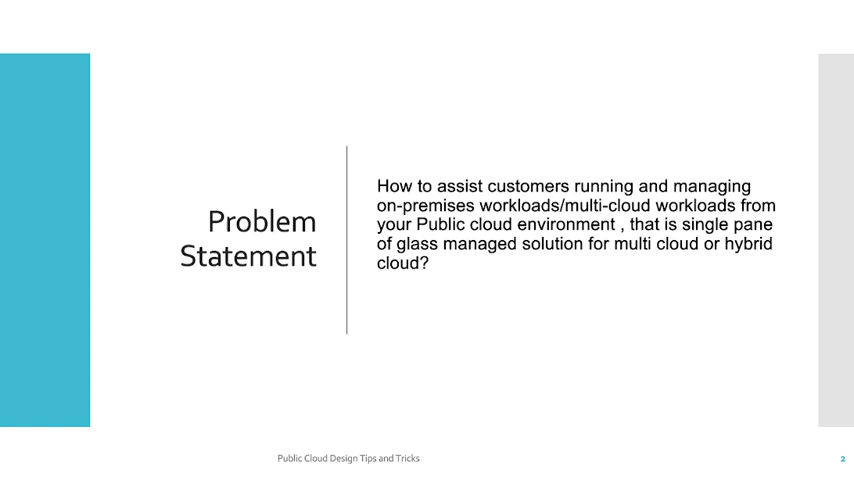 Problem
Statement
How to assist customers running and managing
on-premises workloads/multi-cloud workloads from
your Public cloud environment , that is single pane
of glass managed solution for multi cloud or hybrid
cloud?
Public Cloud Design Tips and Tricks
2